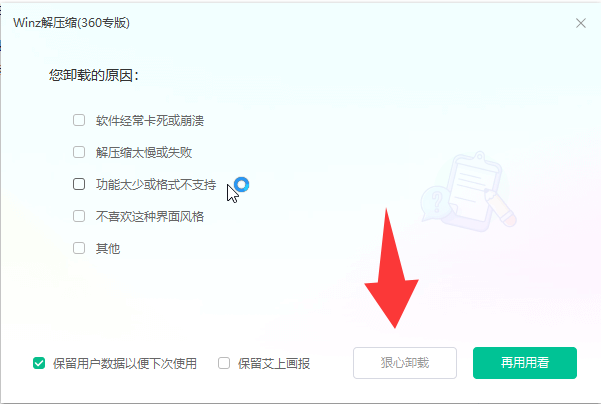 Winz解压缩(360专版)
您卸载的原因：
软件经常卡死或崩溃
解压缩太慢或失败
功能太少或格式不支持
不喜欢这种界面风格
其他
保留用户数据以便下次使用
保留艾上画报
狠心卸载
再用用看